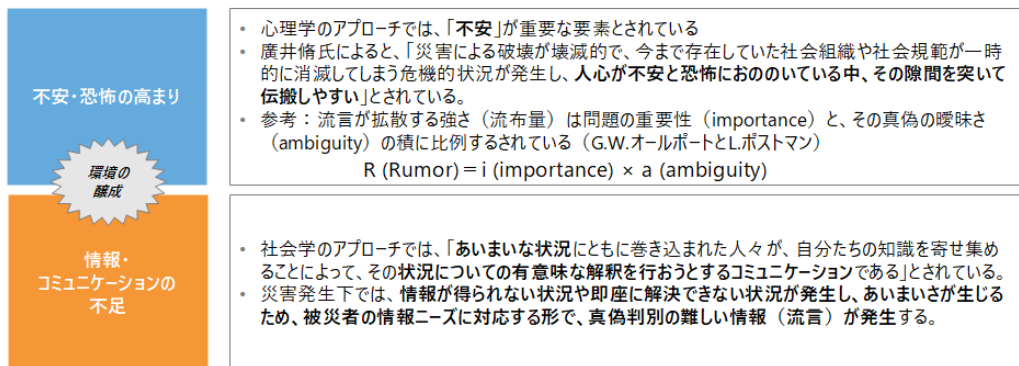 不安・恐怖の高まり
• 心理学のアプローチでは、「不安」が重要な要素とされている
• 廣井脩氏によると、「災害による破壊が壊滅的で、今まで存在していた社会組織や社会規範が一時
的に消滅してしまう危機的状況が発生し、人心が不安と恐怖におののいている中、その隙間を突いて
伝搬しやすい」とされている。
• 参考：流言が拡散する強さ（流布量）は問題の重要性（importance）と、その真偽の曖昧さ
（ambiguity）の積に比例するされている（G.W.オールポートとL.ポストマン）
R (Rumor)＝i (importance) × a (ambiguity)
環境の
醸成
情報・
コミュニケーションの
不足
• 社会学のアプローチでは、「あいまいな状況にともに巻き込まれた人々が、自分たちの知識を寄せ集め
ることによって、その状況についての有意味な解釈を行おうとするコミュニケーションである」とされている。
• 災害発生下では、情報が得られない状況や即座に解決できない状況が発生し、あいまいさが生じる
ため、被災者の情報ニーズに対応する形で、真偽判別の難しい情報（流言）が発生する。